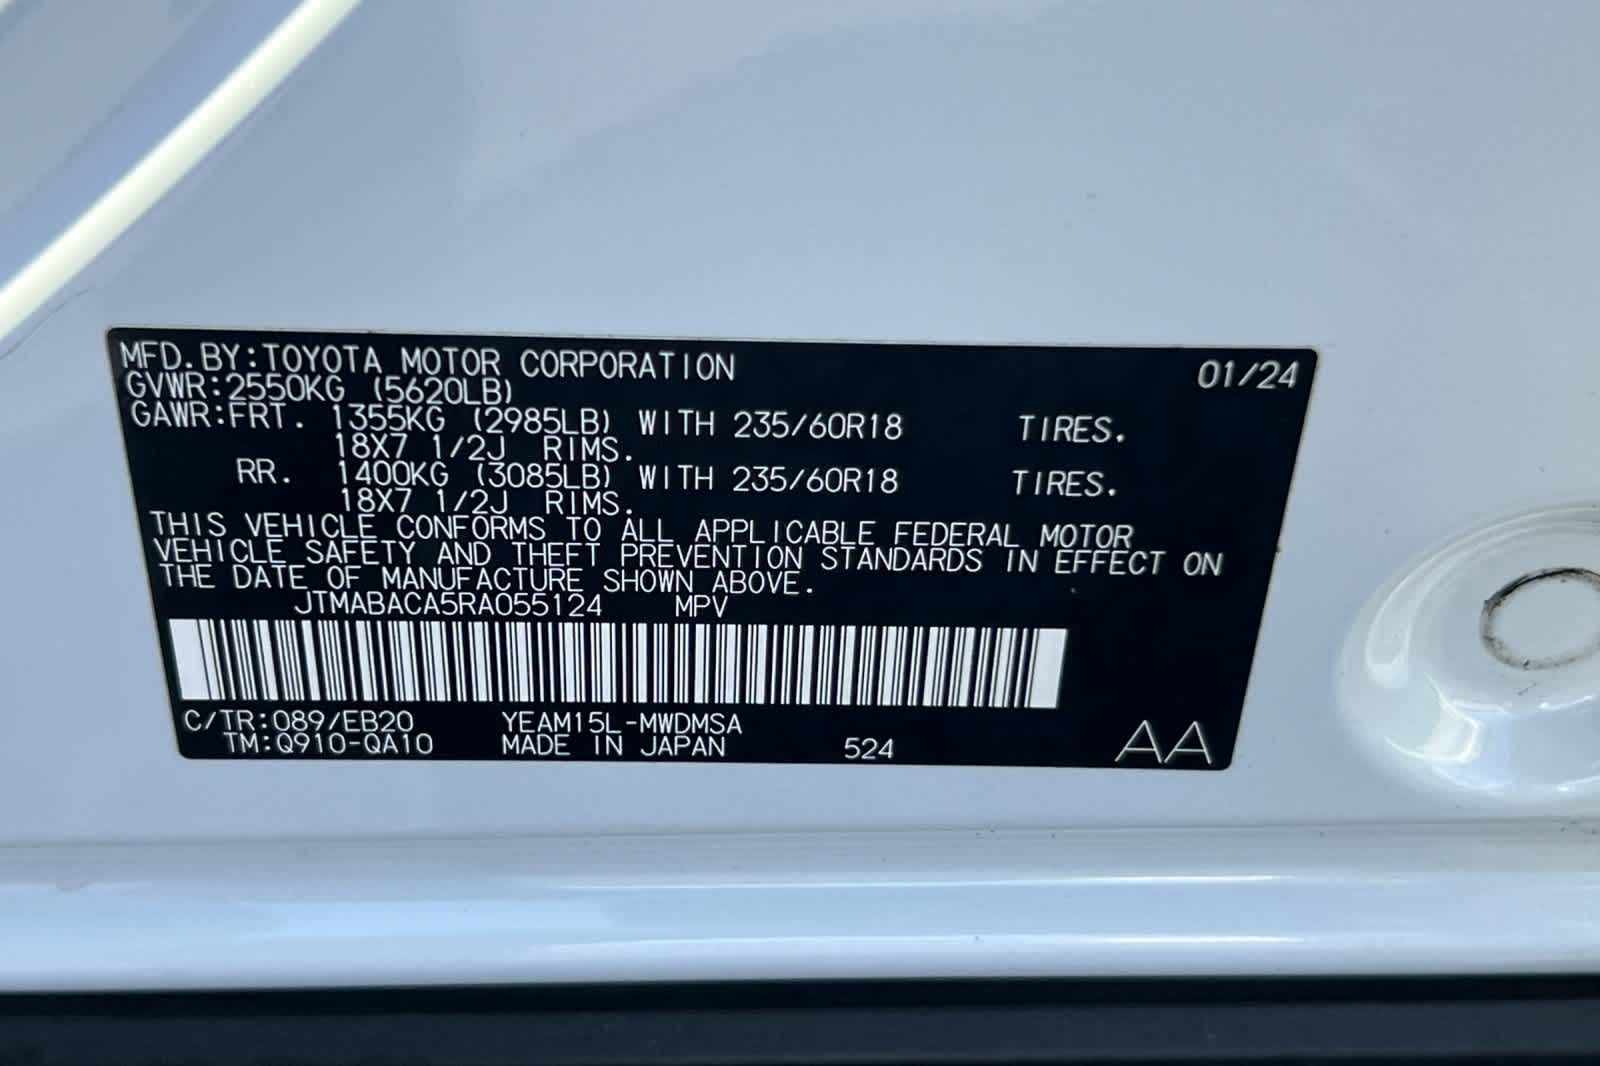 MFD.BY:TOYOTA MOTOR CORPORATION 01/24
GVWR:2550KG (5620LB)
GAWR:FRT. 1355KG (2985LB) WITH 235/60R18 TIRES.
18X7 1/2J RIMS.
RR. 1400KG (3085LB) WITH 235/60R18 TIRES.
18X7 1/2J RIMS.
THIS VEHICLE CONFORMS TO ALL APPLICABLE FEDERAL MOTOR
VEHICLE SAFETY AND THEFT PREVENTION STANDARDS IN EFFECT ON
THE DATE OF MANUFACTURE SHOWN ABOVE.
JTMABACA5RA055124 MPV
C/TR:089/EB20 YEAM15L-MWDMSA
TM:Q910-QA10 MADE IN JAPAN 524 AA